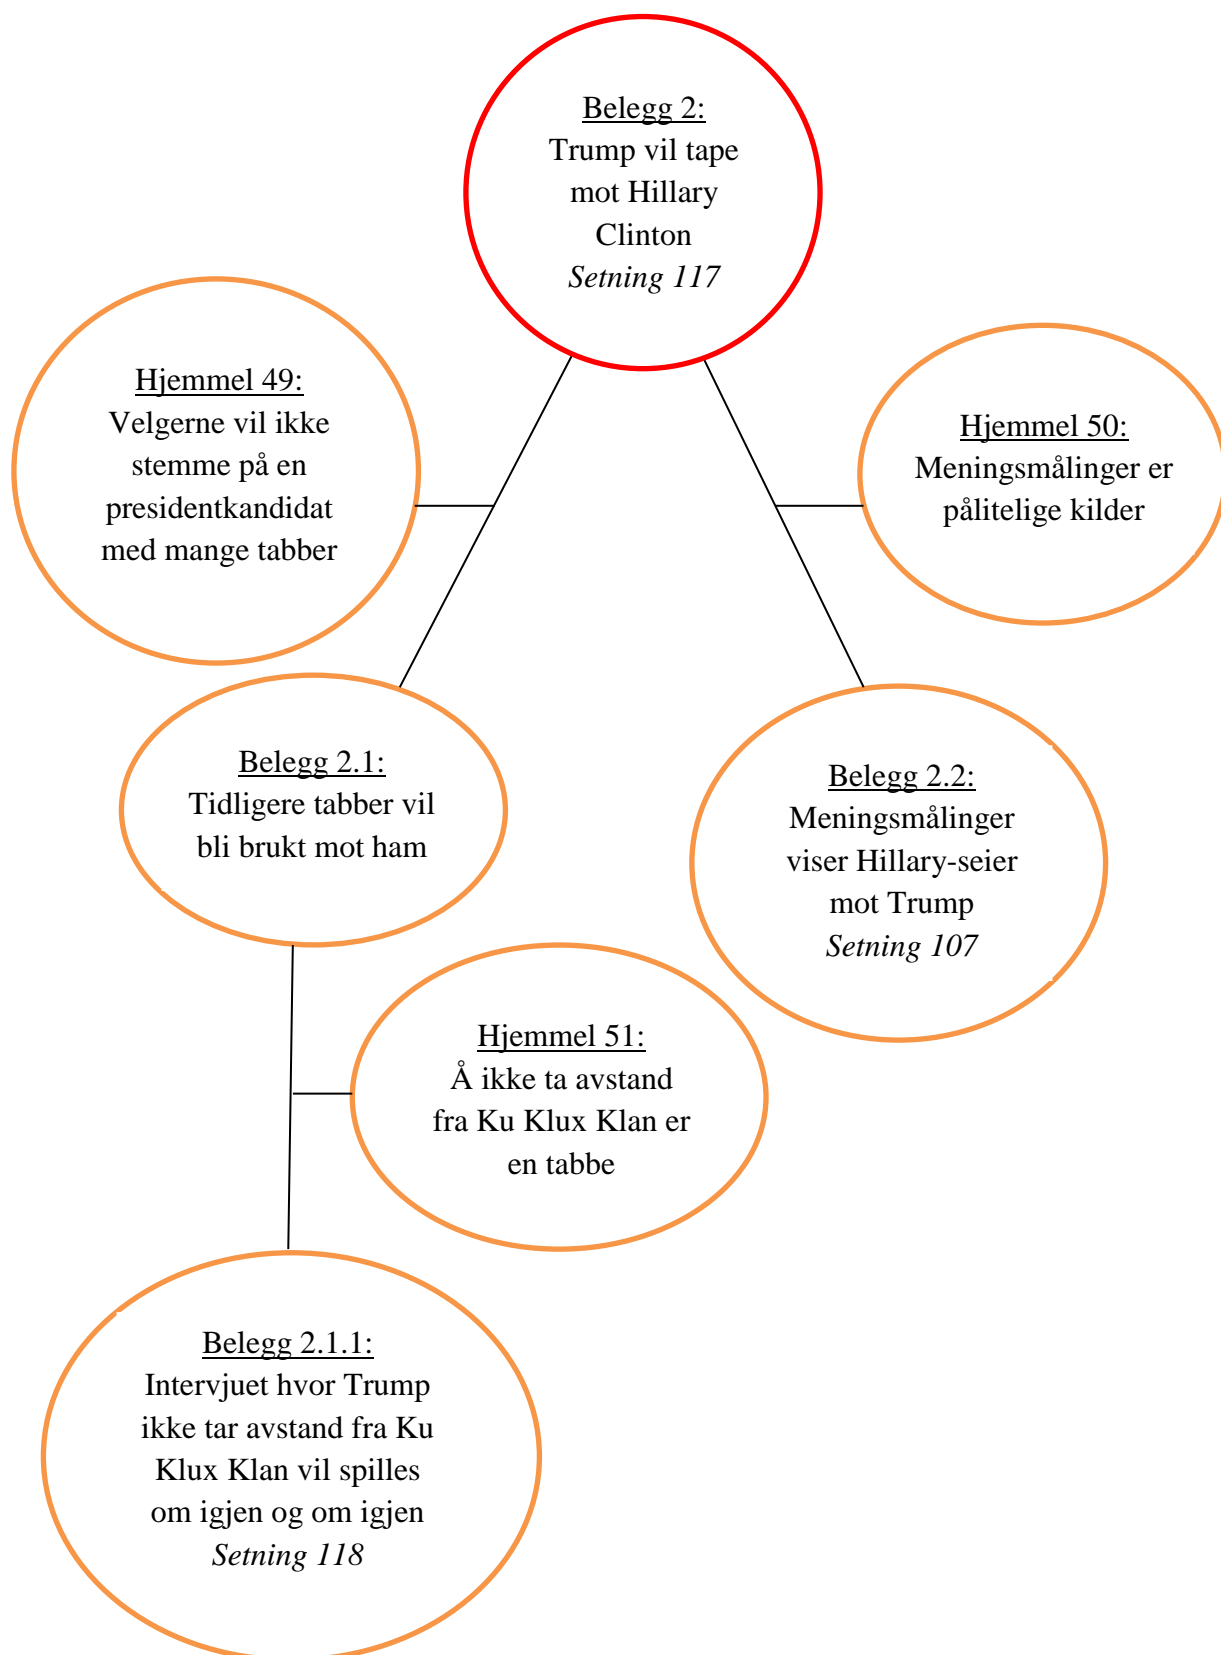 Belegg 2:
Trump vil tape
mot Hillary
Clinton
Setning 117
Hjemmel 49:
Velgerne vil ikke
stemme på en
presidentkandidat
med mange tabber
Hjemmel 50:
Meningsmålinger er
pålitelige kilder
Belegg 2.1:
Tidligere tabber vil
bli brukt mot ham
Belegg 2.2:
Meningsmålinger
viser Hillary-seier
mot Trump
Setning 107
Hjemmel 51:
Å ikke ta avstand
fra Ku Klux Klan er
en tabbe
Belegg 2.1.1:
Intervjuet hvor Trump
ikke tar avstand fra Ku
Klux Klan vil spilles
om igjen og om igjen
Setning 118